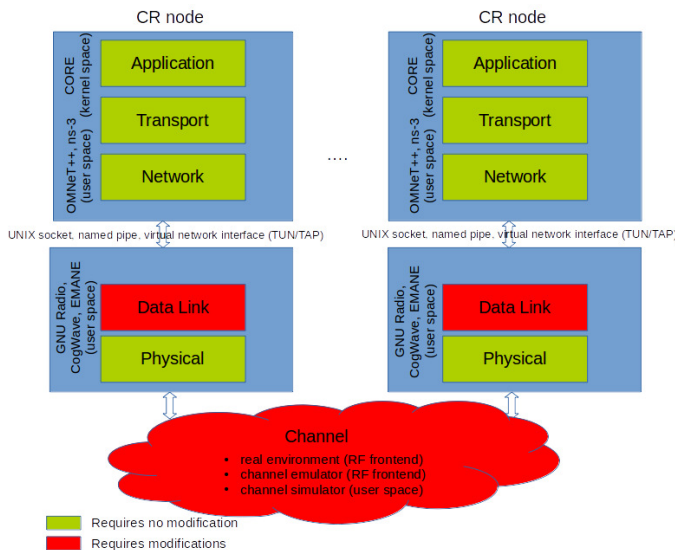 CR node
CORE
(kernel space)
OMNeT++, ns-3
(user space)
Application
Transport
Network
UNIX socket, named pipe, virtual network interface (TUN/TAP)
GNU Radio,
CogWave, EMANE
(user space)
Data Link
Physical
....
CR node
CORE
(kernel space)
OMNeT++, ns-3
(user space)
Application
Transport
Network
UNIX socket, named pipe, virtual network interface (TUN/TAP)
GNU Radio,
CogWave, EMANE
(user space)
Data Link
Physical
Channel
• real environment (RF frontend)
• channel emulator (RF frontend)
• channel simulator (user space)
Requires no modification
Requires modifications